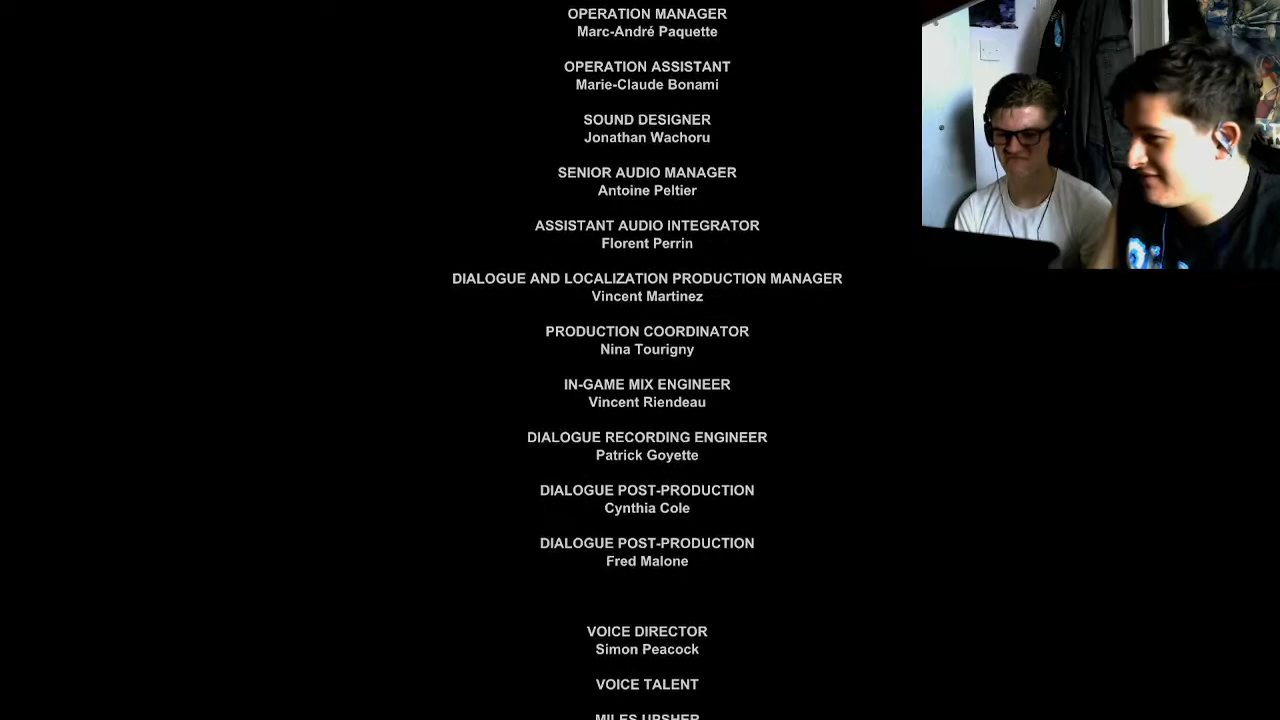 OPERATION MANAGER
Marc-André Paquette
OPERATION ASSISTANT
Marie-Claude Bonami
SOUND DESIGNER
Jonathan Wachoru
SENIOR AUDIO MANAGER
Antoine Peltier
ASSISTANT AUDIO INTEGRATOR
Florent Perrin
DIALOGUE AND LOCALIZATION PRODUCTION MANAGER
Vincent Martinez
PRODUCTION COORDINATOR
Nina Tourigny
IN-GAME MIX ENGINEER
Vincent Riendeau
DIALOGUE RECORDING ENGINEER
Patrick Goyette
DIALOGUE POST-PRODUCTION
Cynthia Cole
DIALOGUE POST-PRODUCTION
Fred Malone
VOICE DIRECTOR
Simon Peacock
VOICE TALENT
MILES UPSHER